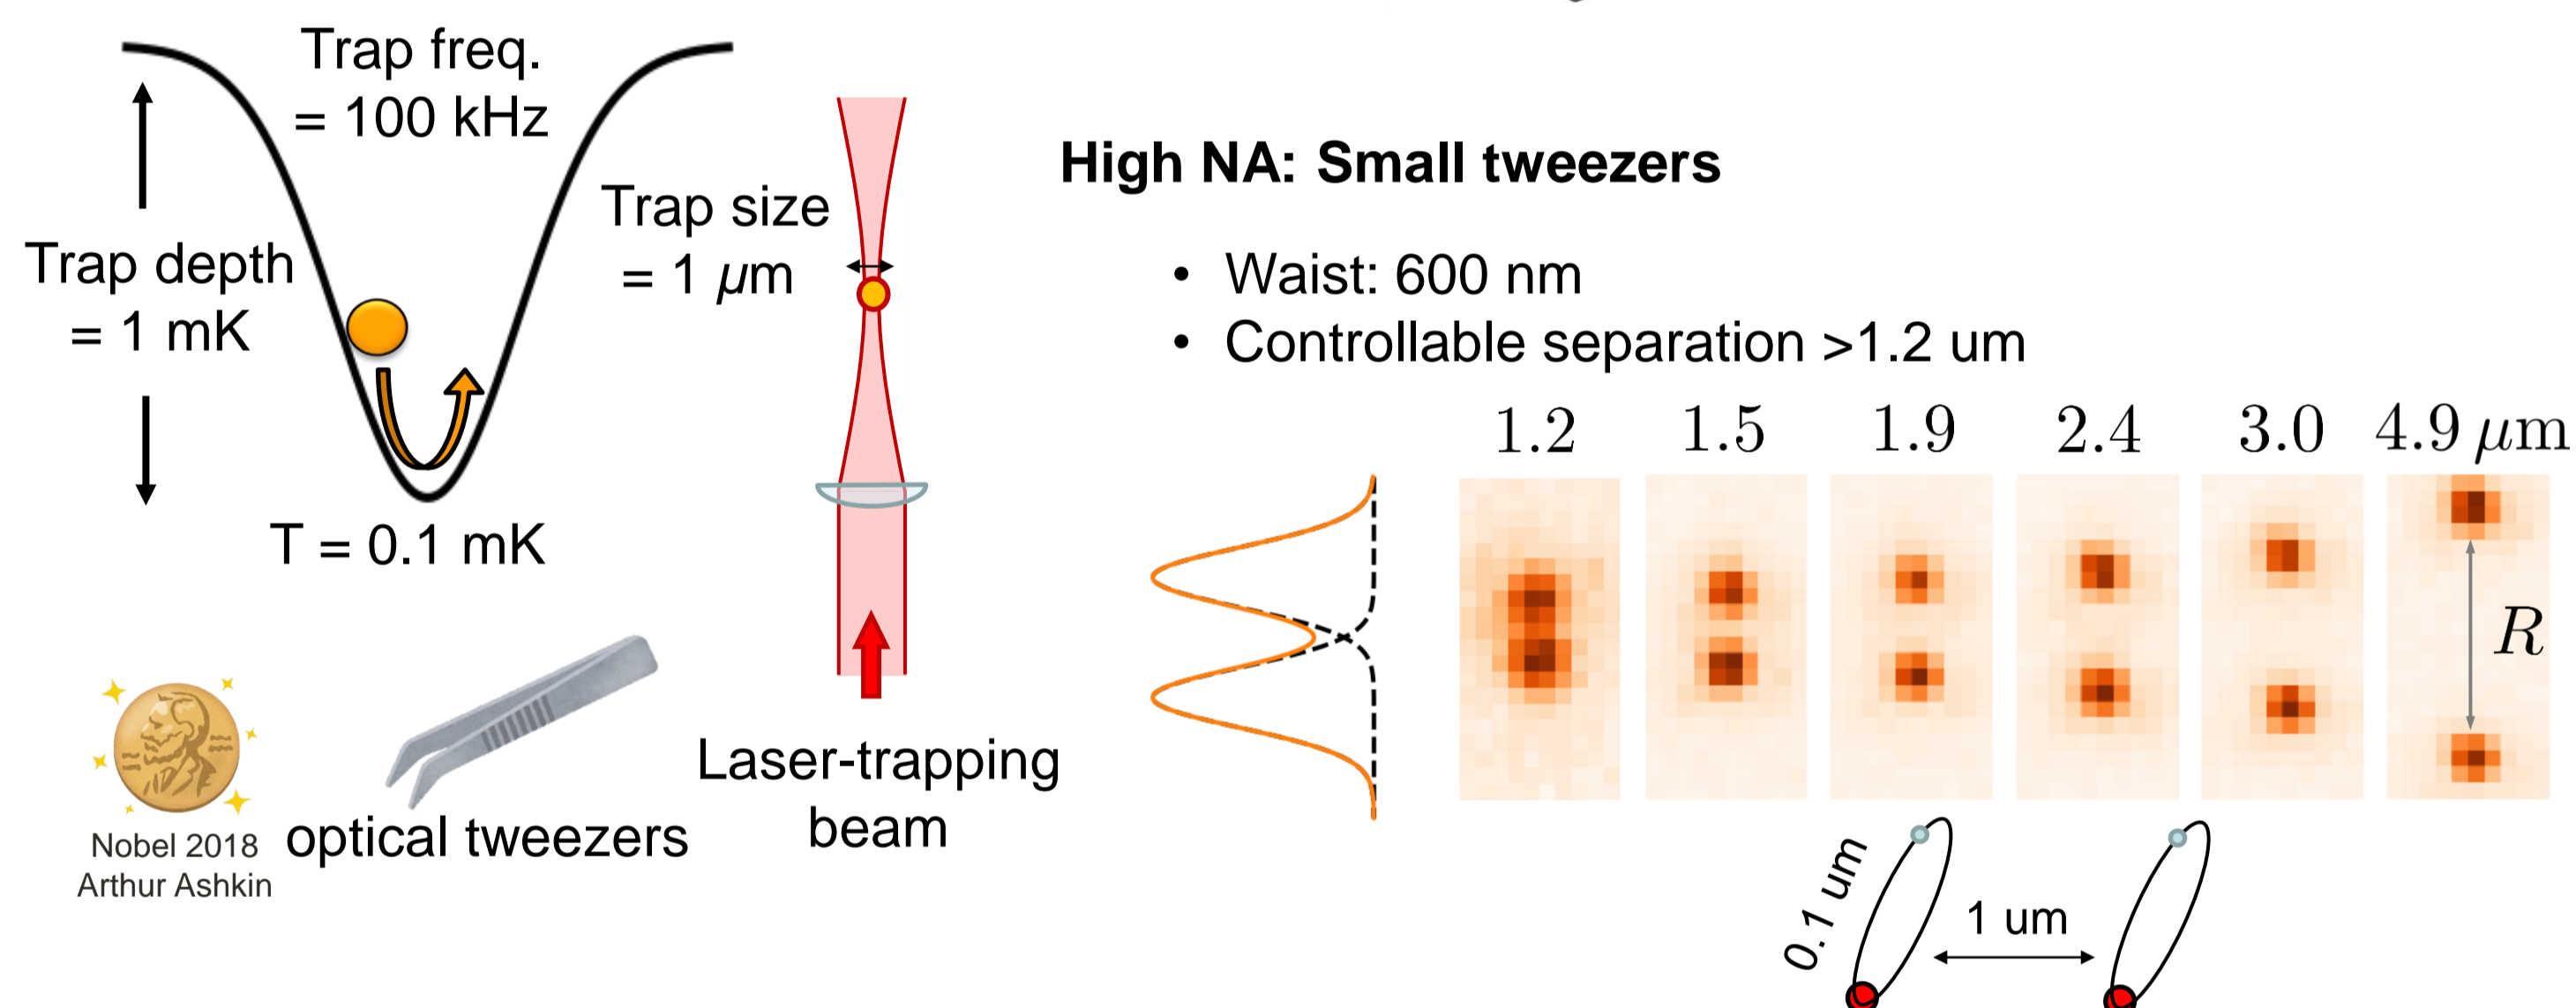 Trap freq.
= 100 kHz
Trap depth
= 1 mK
Trap size
= 1 μm
T = 0.1 mK
Nobel 2018
Arthur Ashkin
optical tweezers
Laser-trapping
beam
High NA: Small tweezers
• Waist: 600 nm
• Controllable separation >1.2 um
1.2 1.5 1.9 2.4 3.0 4.9 μm
R
0.1 um
1 um